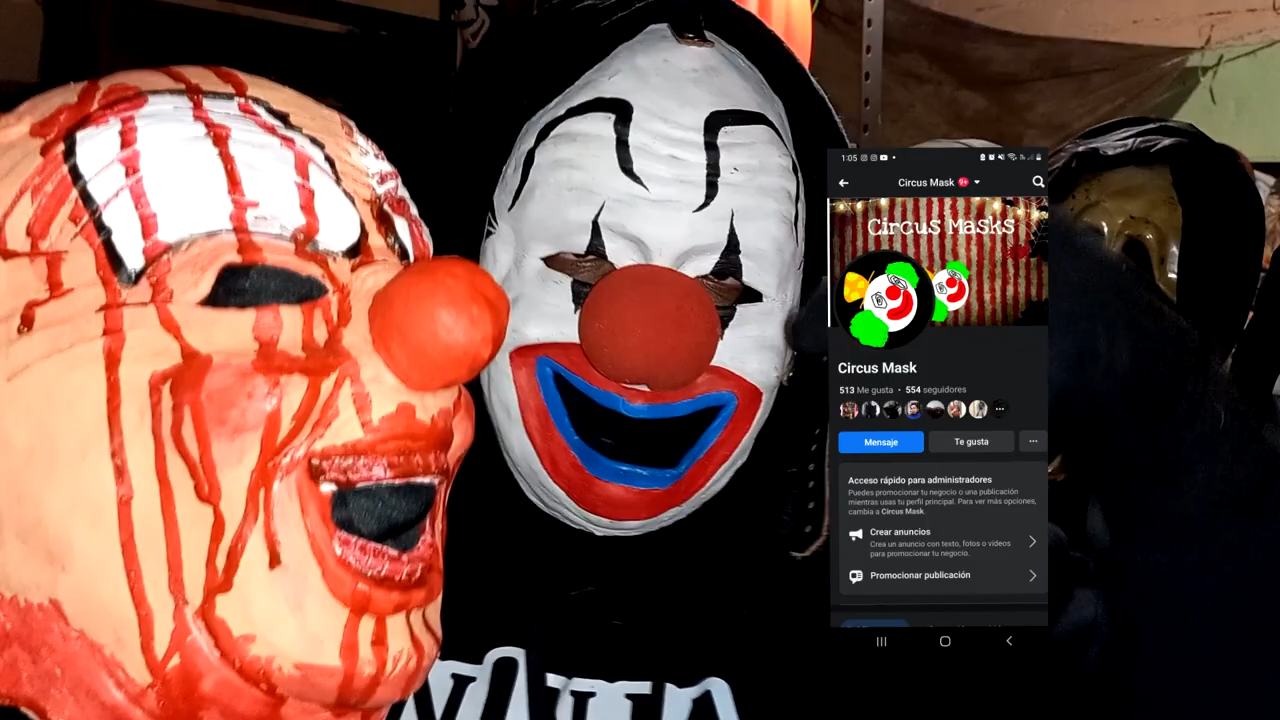 1:05
Circus Mask 9+
Circus Masks
Circus Mask
513 Me gusta • 554 seguidores
Mensaje
Te gusta
Acceso rápido para administradores
Puedes promocionar tu negocio o una publicación
mientras usas tu perfil principal. Para ver más opciones,
cambia a Circus Mask.
Crear anuncios
Crea un anuncio con texto, fotos o videos
para promocionar tu negocio.
Promocionar publicación